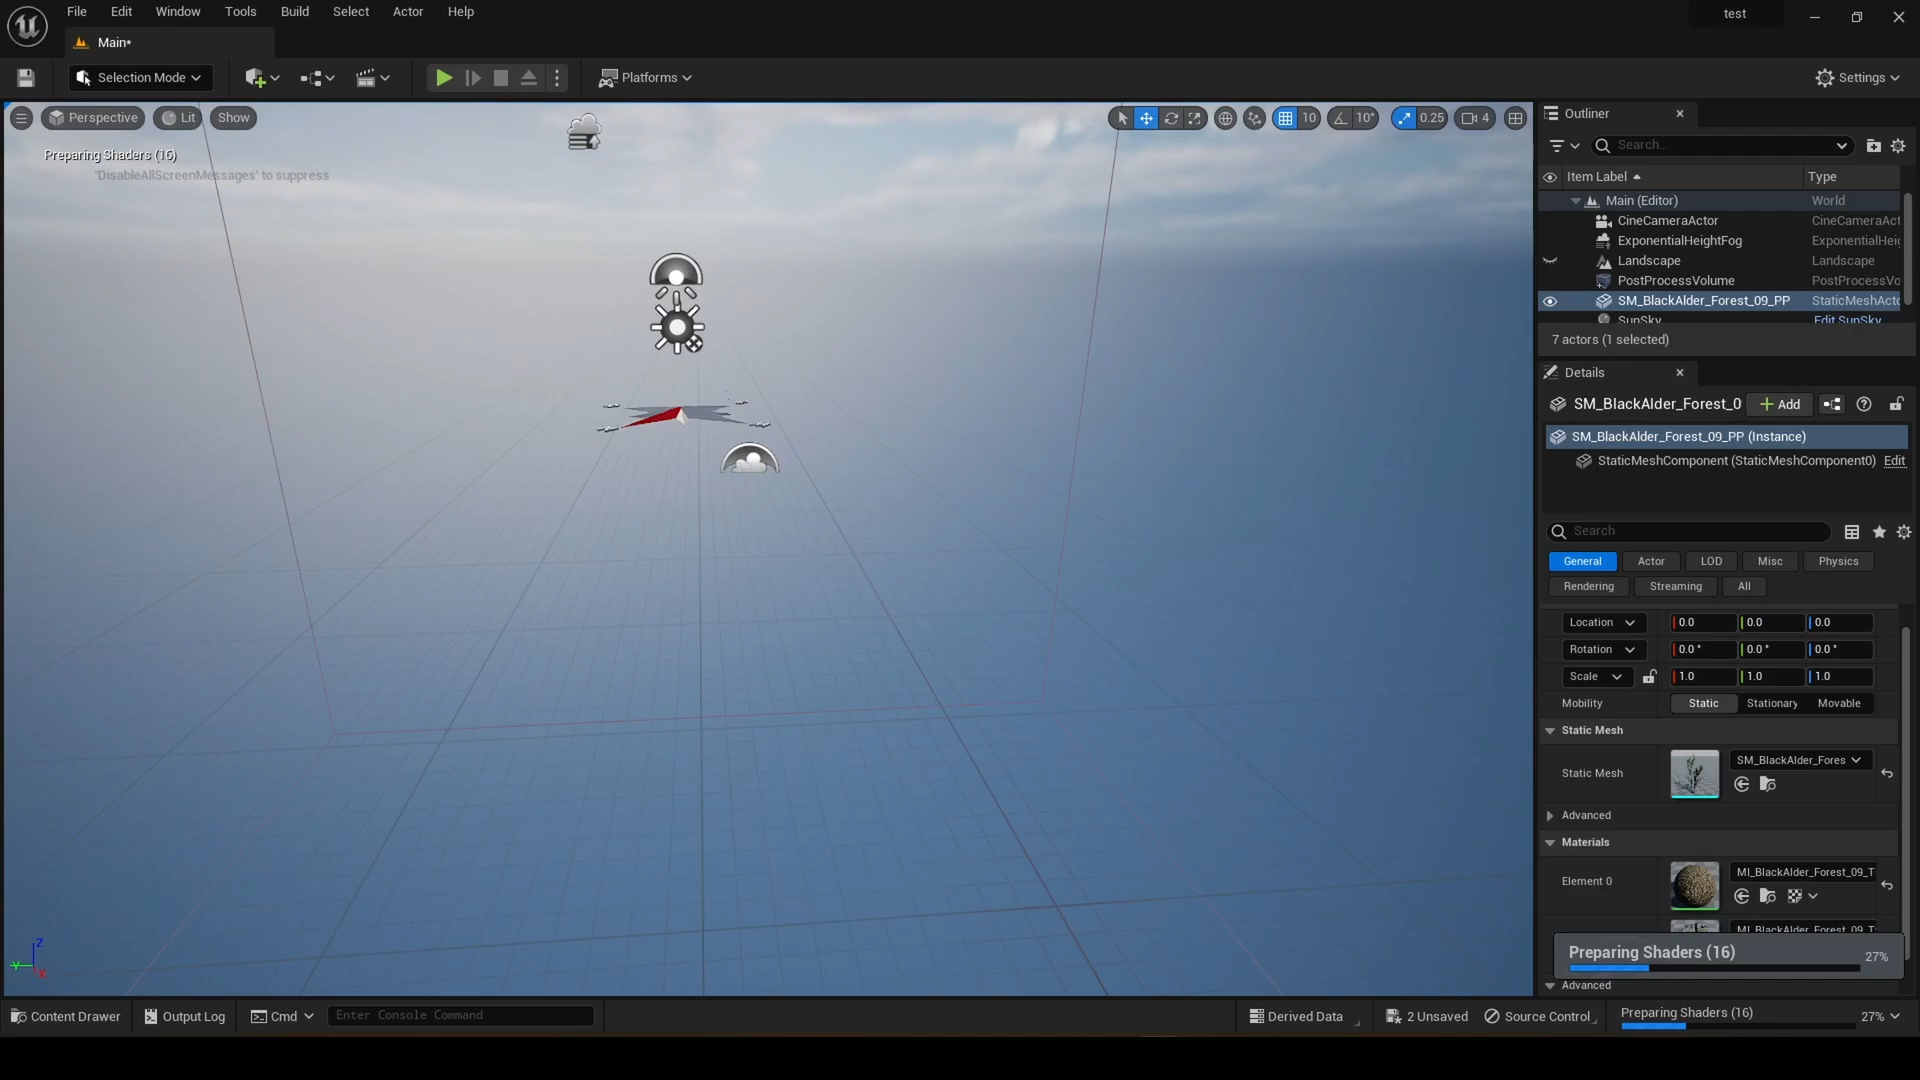 File Edit Window Tools Build Select Actor Help
test
Main*
Selection Mode
Platforms
Settings
Perspective Lit Show
10 10° 0.25 4
Preparing Shaders (16)
'DisableAllScreenMessages' to suppress
Outliner
Search...
Item Label Type
Main (Editor) World
CineCameraActor CineCameraAct
ExponentialHeightFog ExponentialHeig
Landscape Landscape
PostProcessVolume PostProcessVo
SM_BlackAlder_Forest_09_PP StaticMeshActo
SunSky Edit SunSky
7 actors (1 selected)
Details
SM_BlackAlder_Forest_0 Add
SM_BlackAlder_Forest_09_PP (Instance)
StaticMeshComponent (StaticMeshComponent0) Edit
Search
General Actor LOD Misc Physics
Rendering Streaming All
Location 0.0 0.0 0.0
Rotation 0.0 ° 0.0 ° 0.0 °
Scale 1.0 1.0 1.0
Mobility Static Stationary Movable
Static Mesh
Static Mesh SM_BlackAlder_Fores
Advanced
Materials
Element 0 MI_BlackAlder_Forest_09_T
MI_BlackAlder_Forest_09_T
Preparing Shaders (16) 27%
Advanced
Z
Y
X
Content Drawer Output Log Cmd Enter Console Command Derived Data 2 Unsaved Source Control Preparing Shaders (16) 27%